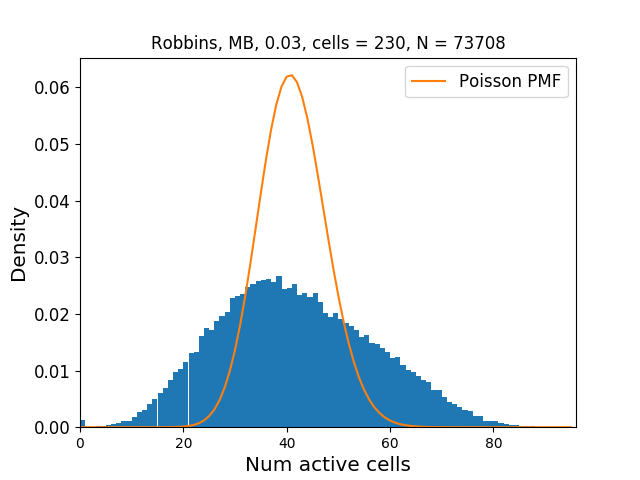 Robbins, MB, 0.03, cells = 230, N = 73708
Poisson PMF
Density
0.06
0.05
0.04
0.03
0.02
0.01
0.00
0 20 40 60 80
Num active cells